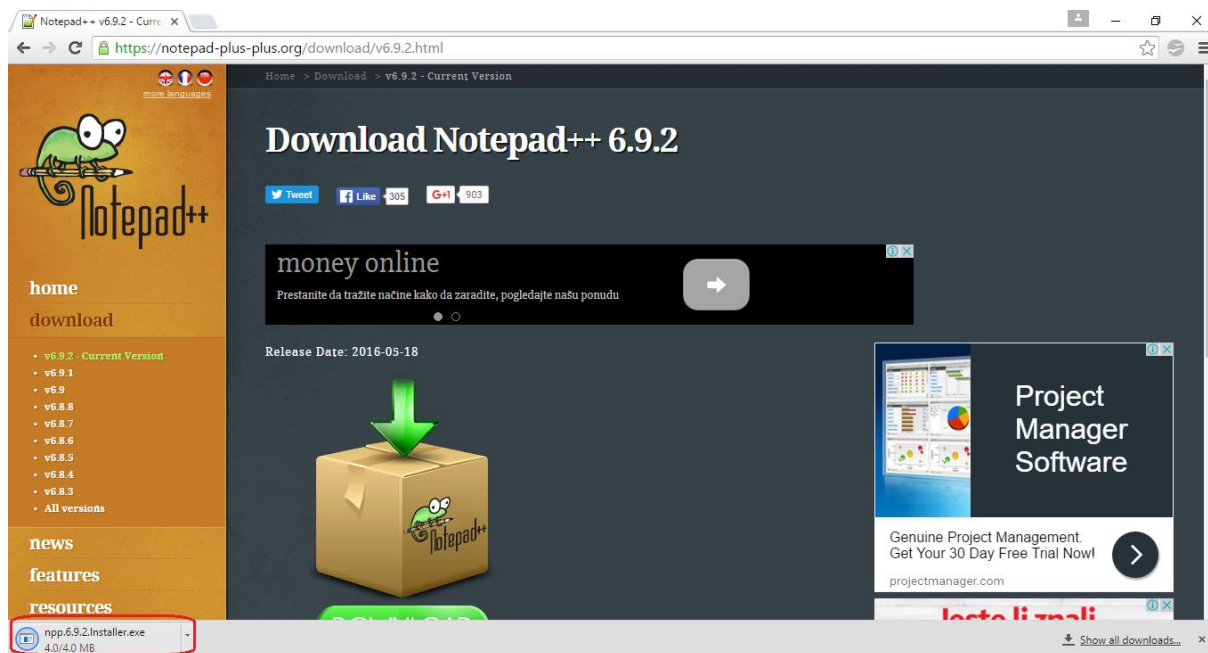 Notepad++ v6.9.2 - Curre
https://notepad-plus-plus.org/download/v6.9.2.html
more languages
Notepad++
home
download
v6.9.2 - Current Version
v6.9.1
v6.9
v6.8.8
v6.8.7
v6.8.6
v6.8.5
v6.8.4
v6.8.3
All versions
news
features
resources
Home > Download > v6.9.2 - Current Version
Download Notepad++ 6.9.2
Tweet
Like 305
G+1 903
money online
Prestanite da tražite načine kako da zaradite, pogledajte našu ponudu
Release Date: 2016-05-18
Notepad++
DOWNLOAD
Project
Manager
Software
Genuine Project Management.
Get Your 30 Day Free Trial Now!
projectmanager.com
Jeste li znali
npp.6.9.2.Installer.exe
4.0/4.0 MB
Show all downloads...